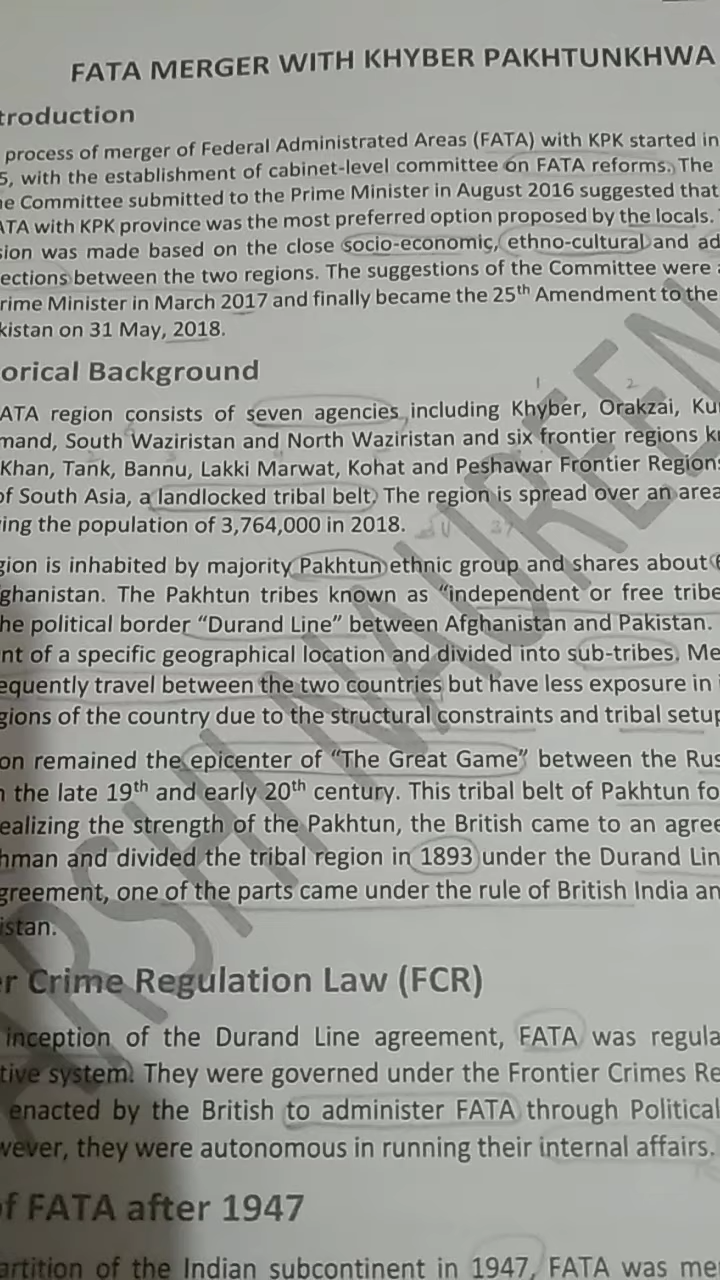 FATA MERGER WITH KHYBER PAKHTUNKHWA
troduction
process of merger of Federal Administrated Areas (FATA) with KPK started in
5, with the establishment of cabinet-level committee on FATA reforms. The
e Committee submitted to the Prime Minister in August 2016 suggested that
ATA with KPK province was the most preferred option proposed by the locals.
sion was made based on the close socio-economic, ethno-cultural and ad
ections between the two regions. The suggestions of the Committee were
rime Minister in March 2017 and finally became the 25th Amendment to the
kistan on 31 May, 2018.
orical Background
1 2
ATA region consists of seven agencies including Khyber, Orakzai, Ku
mand, South Waziristan and North Waziristan and six frontier regions k
Khan, Tank, Bannu, Lakki Marwat, Kohat and Peshawar Frontier Region
of South Asia, a landlocked tribal belt. The region is spread over an area
ing the population of 3,764,000 in 2018.
gion is inhabited by majority Pakhtun ethnic group and shares about
ghanistan. The Pakhtun tribes known as “independent or free tribe
he political border “Durand Line” between Afghanistan and Pakistan.
nt of a specific geographical location and divided into sub-tribes. Me
equently travel between the two countries but have less exposure in
gions of the country due to the structural constraints and tribal setup
on remained the epicenter of “The Great Game” between the Rus
the late 19th and early 20th century. This tribal belt of Pakhtun fo
ealizing the strength of the Pakhtun, the British came to an agree
hman and divided the tribal region in 1893 under the Durand Lin
greement, one of the parts came under the rule of British India an
istan.
r Crime Regulation Law (FCR)
inception of the Durand Line agreement, FATA was regula
tive system. They were governed under the Frontier Crimes Re
enacted by the British to administer FATA through Political
wever, they were autonomous in running their internal affairs.
f FATA after 1947
artition of the Indian subcontinent in 1947, FATA was me
ARSHI NAUREEN